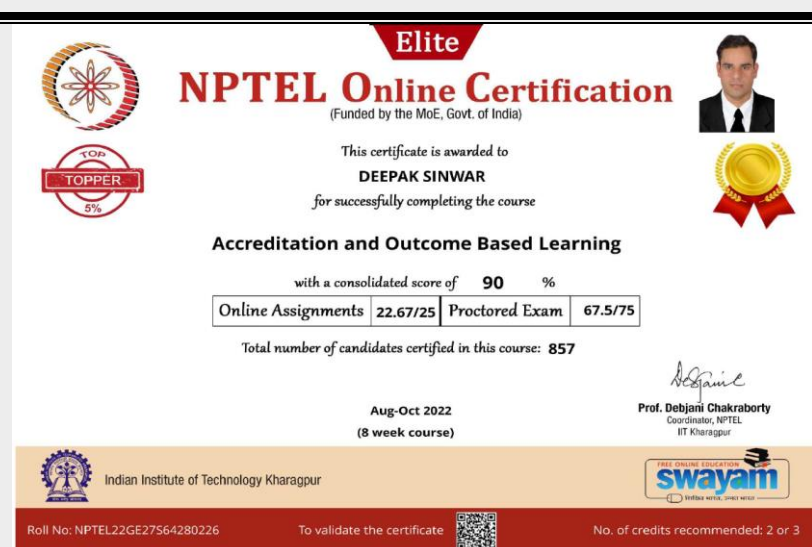 Elite
NPTEL Online Certification
(Funded by the MoE, Govt. of India)
This certificate is awarded to
DEEPAK SINWAR
for successfully completing the course
Accreditation and Outcome Based Learning
with a consolidated score of 90 %
Online Assignments 22.67/25 Proctored Exam 67.5/75
Total number of candidates certified in this course: 857
TOP
TOPPER
5%
Aug-Oct 2022
(8 week course)
Prof. Debjani Chakraborty
Coordinator, NPTEL
IIT Kharagpur
Indian Institute of Technology Kharagpur
FREE ONLINE EDUCATION
swayam
शिक्षित भारत, उन्नत भारत
Roll No: NPTEL22GE27S64280226 To validate the certificate No. of credits recommended: 2 or 3